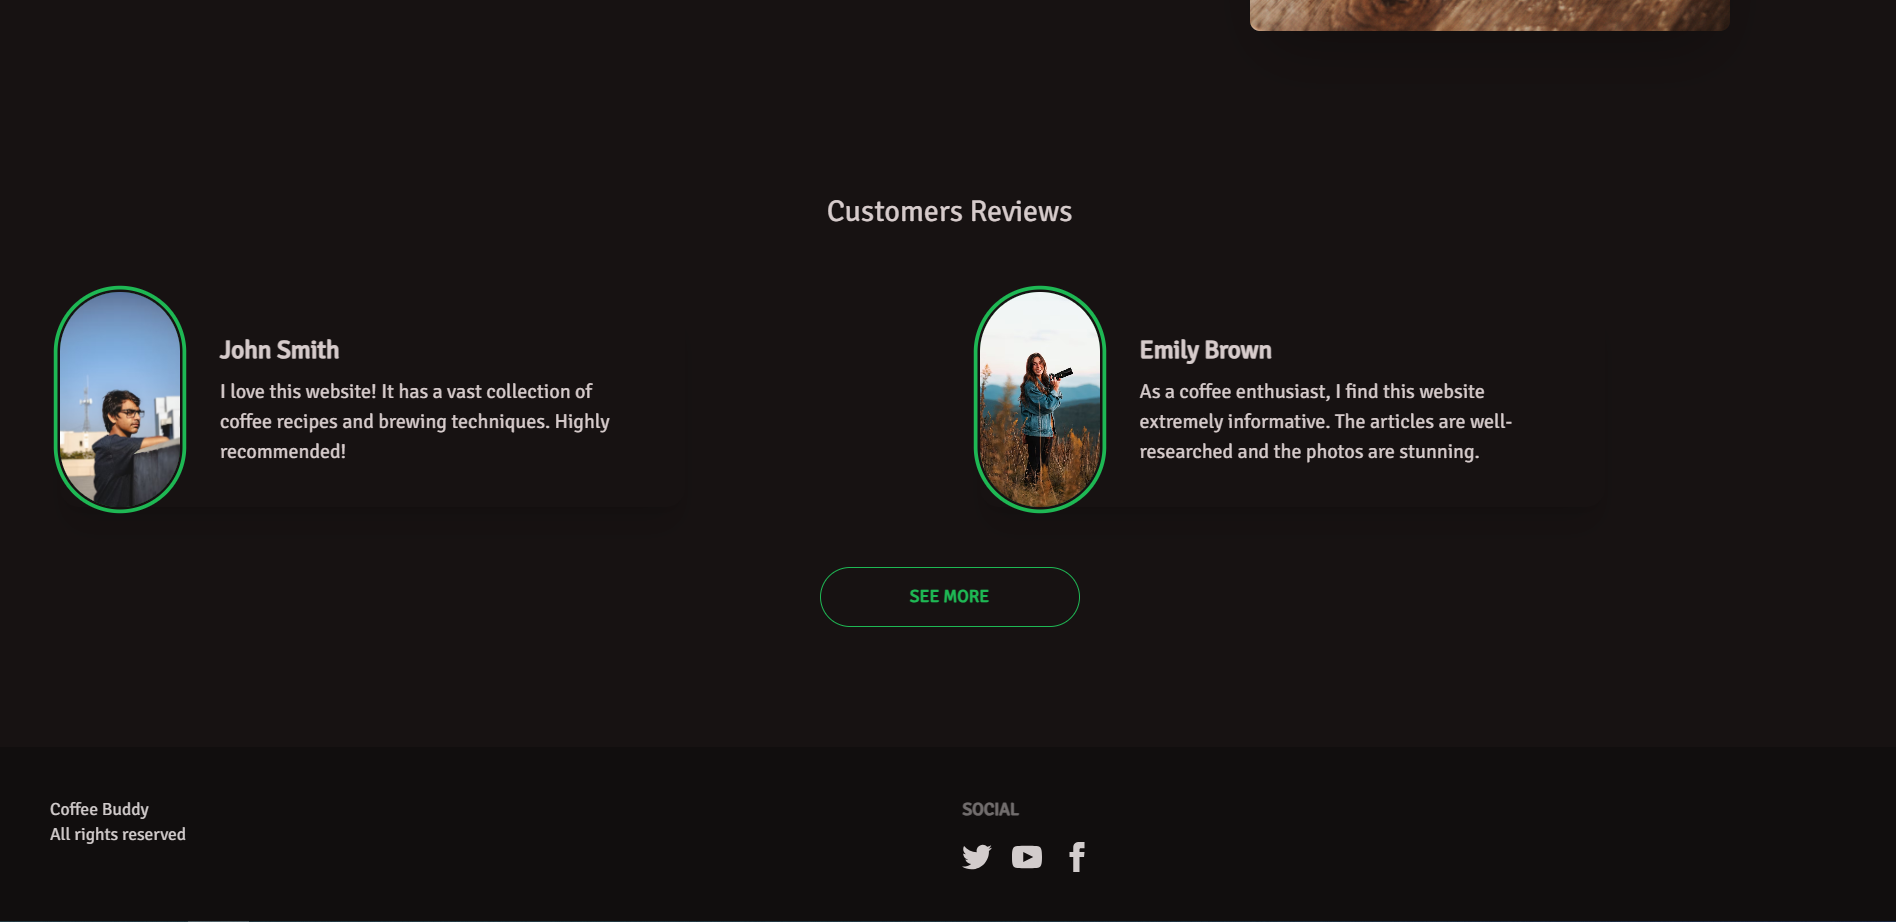 Customers Reviews
John Smith
I love this website! It has a vast collection of
coffee recipes and brewing techniques. Highly
recommended!
Emily Brown
As a coffee enthusiast, I find this website
extremely informative. The articles are well-
researched and the photos are stunning.
SEE MORE
Coffee Buddy
All rights reserved
SOCIAL